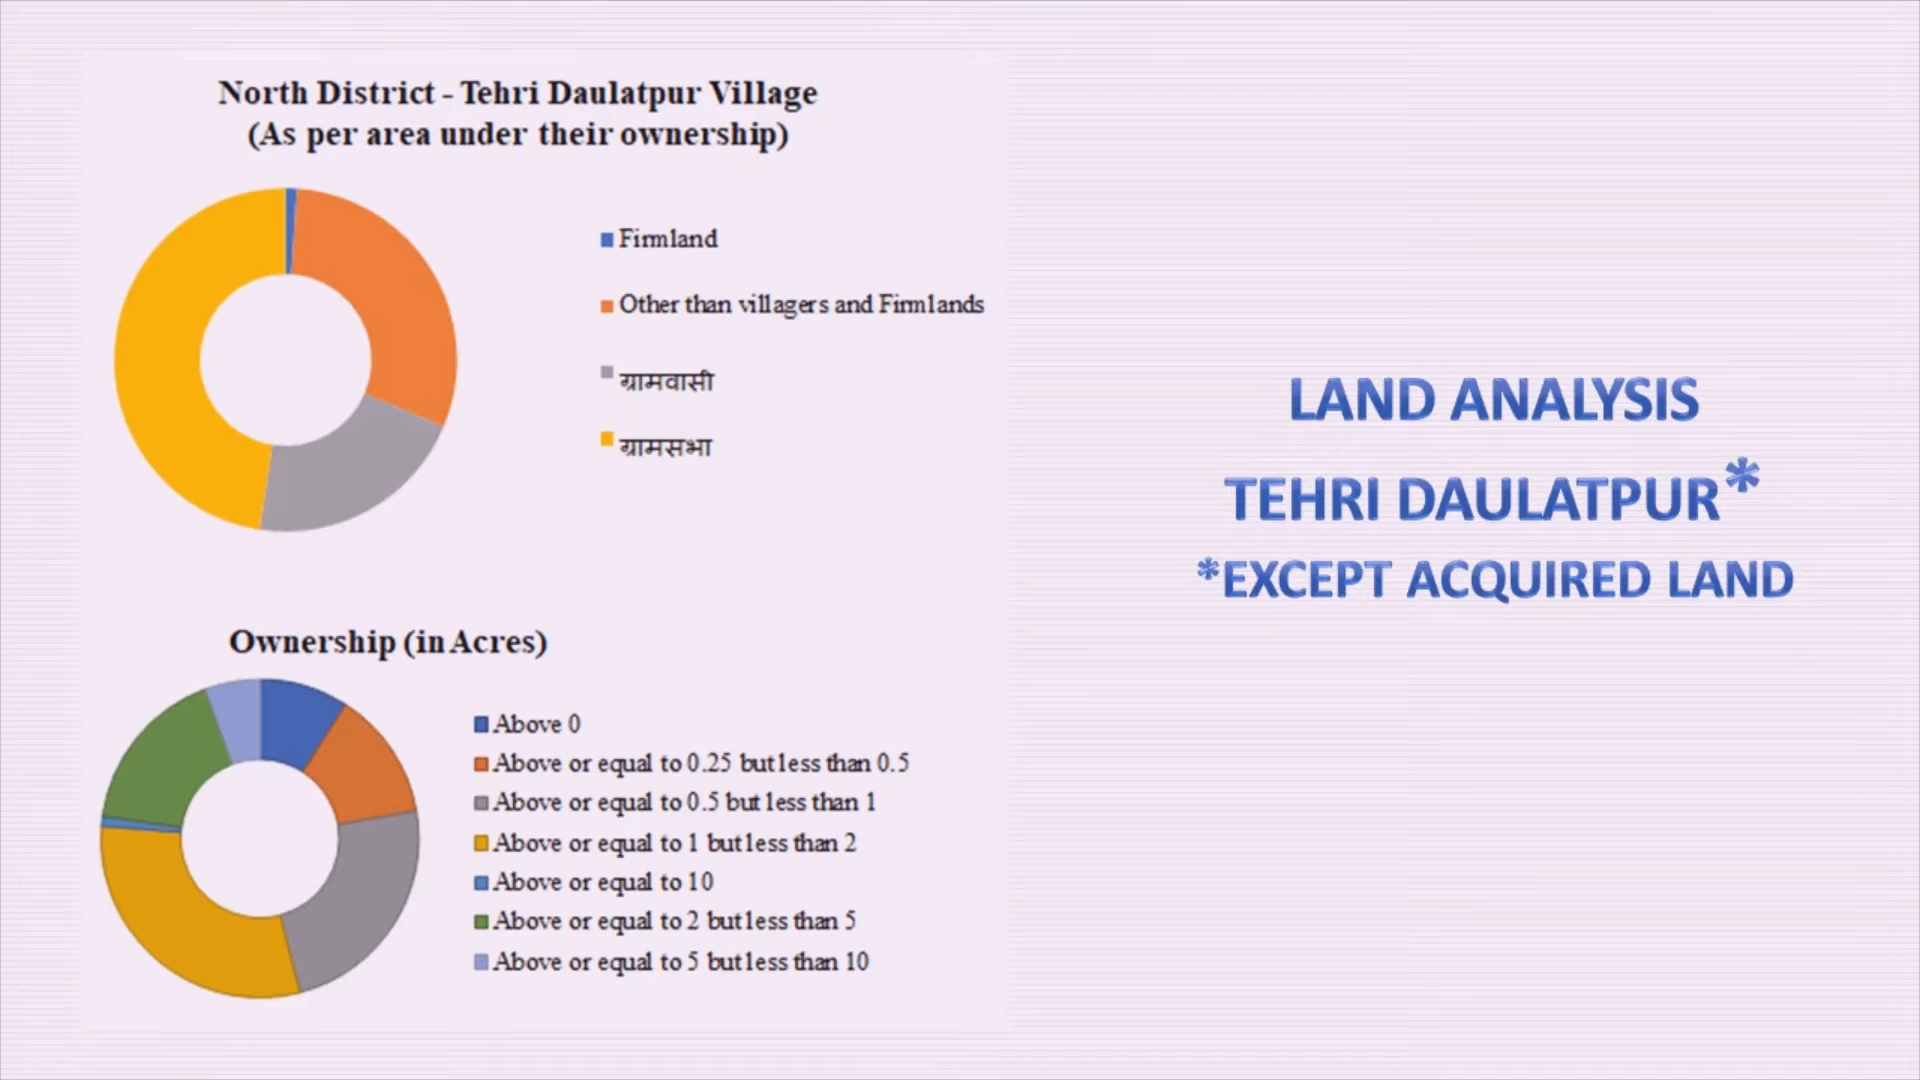 North District - Tehri Daulatpur Village
(As per area under their ownership)
Firmland
Other than villagers and Firmlands
ग्रामवासी
ग्रामसभा
Ownership (in Acres)
Above 0
Above or equal to 0.25 but less than 0.5
Above or equal to 0.5 but less than 1
Above or equal to 1 but less than 2
Above or equal to 10
Above or equal to 2 but less than 5
Above or equal to 5 but less than 10
LAND ANALYSIS
TEHRI DAULATPUR*
*EXCEPT ACQUIRED LAND